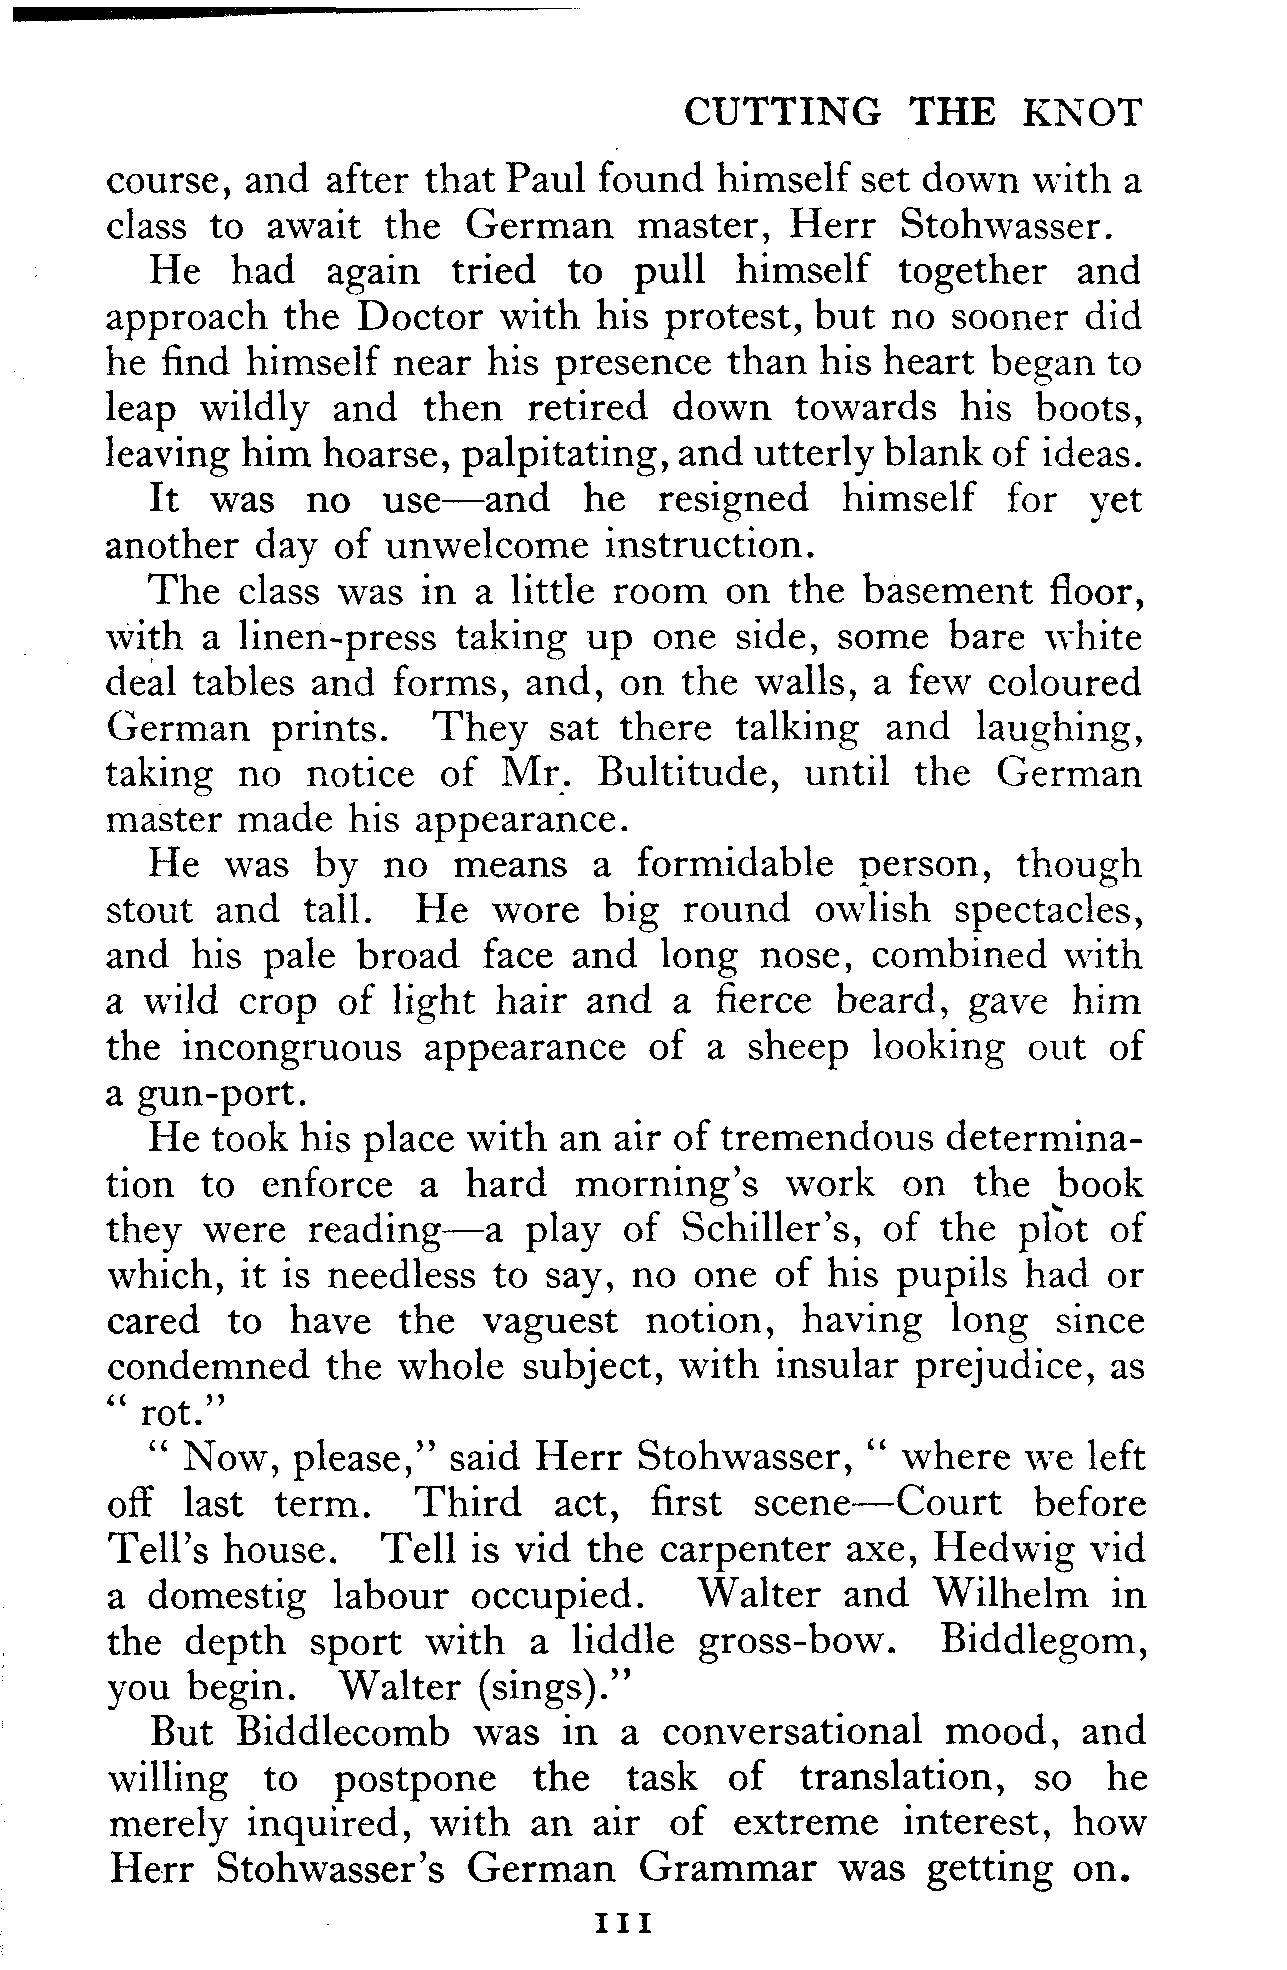 CUTTING THE KNOT
course, and after that Paul found himself set down with a
class to await the German master, Herr Stohwasser.
He had again tried to pull himself together and
approach the Doctor with his protest, but no sooner did
he find himself near his presence than his heart began to
leap wildly and then retired down towards his boots,
leaving him hoarse, palpitating, and utterly blank of ideas.
It was no use—and he resigned himself for yet
another day of unwelcome instruction.
The class was in a little room on the basement floor,
with a linen-press taking up one side, some bare white
deal tables and forms, and, on the walls, a few coloured
German prints. They sat there talking and laughing,
taking no notice of Mr. Bultitude, until the German
master made his appearance.
He was by no means a formidable person, though
stout and tall. He wore big round owlish spectacles,
and his pale broad face and long nose, combined with
a wild crop of light hair and a fierce beard, gave him
the incongruous appearance of a sheep looking out of
a gun-port.
He took his place with an air of tremendous determina-
tion to enforce a hard morning's work on the book
they were reading—a play of Schiller's, of the plot of
which, it is needless to say, no one of his pupils had or
cared to have the vaguest notion, having long since
condemned the whole subject, with insular prejudice, as
“ rot.”
“ Now, please,” said Herr Stohwasser, “ where we left
off last term. Third act, first scene—Court before
Tell's house. Tell is vid the carpenter axe, Hedwig vid
a domestig labour occupied. Walter and Wilhelm in
the depth sport with a liddle gross-bow. Biddlegom,
you begin. Walter (sings).”
But Biddlecomb was in a conversational mood, and
willing to postpone the task of translation, so he
merely inquired, with an air of extreme interest, how
Herr Stohwasser's German Grammar was getting on.
III